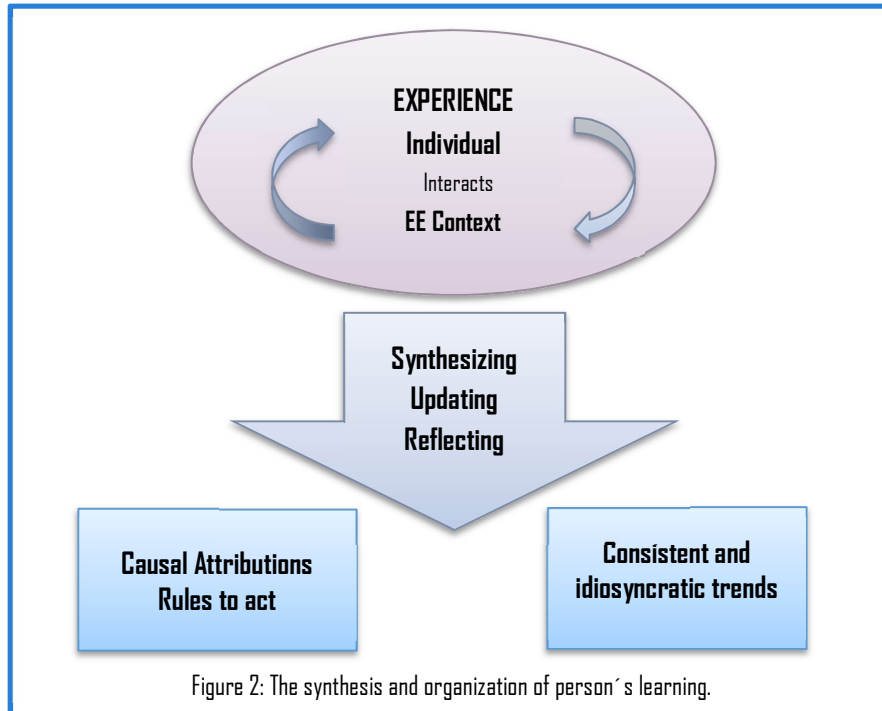 EXPERIENCE
Individual
Interacts
EE Context
Synthesizing
Updating
Reflecting
Causal Attributions
Rules to act
Consistent and
idiosyncratic trends
Figure 2: The synthesis and organization of person´s learning.